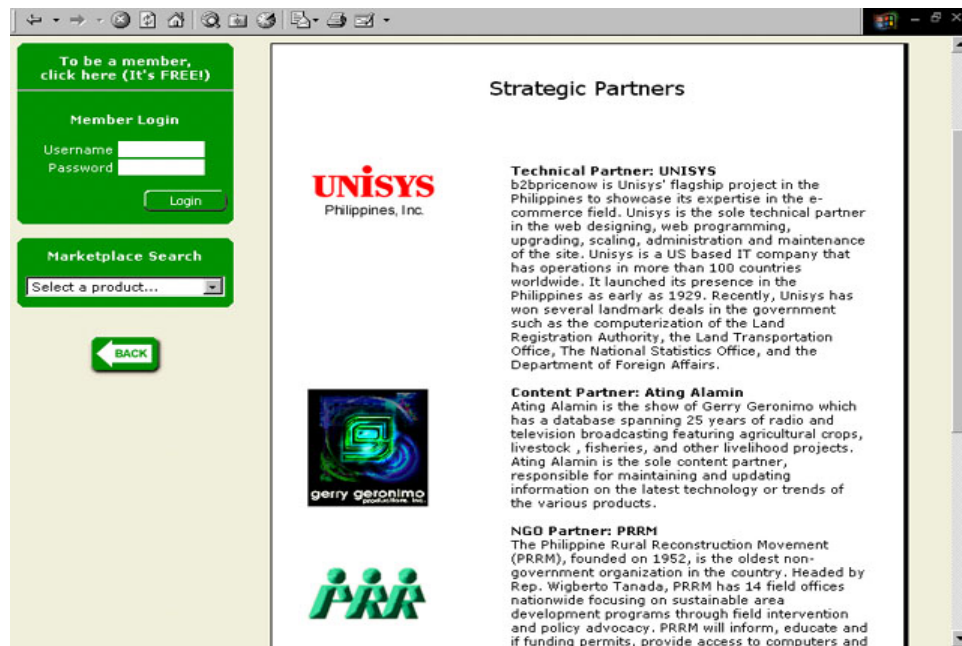 To be a member,
click here (It's FREE!)
Member Login
Username
Password
Login
Marketplace Search
Select a product...
BACK
Strategic Partners
UNISYS
Philippines, Inc.
Technical Partner: UNISYS
b2bpricenow is Unisys' flagship project in the
Philippines to showcase its expertise in the e-
commerce field. Unisys is the sole technical partner
in the web designing, web programming,
upgrading, scaling, administration and maintenance
of the site. Unisys is a US based IT company that
has operations in more than 100 countries
worldwide. It launched its presence in the
Philippines as early as 1929. Recently, Unisys has
won several landmark deals in the government
such as the computerization of the Land
Registration Authority, the Land Transportation
Office, The National Statistics Office, and the
Department of Foreign Affairs.
gerry geronimo
productions, inc.
Content Partner: Ating Alamin
Ating Alamin is the show of Gerry Geronimo which
has a database spanning 25 years of radio and
television broadcasting featuring agricultural crops,
livestock , fisheries, and other livelihood projects.
Ating Alamin is the sole content partner,
responsible for maintaining and updating
information on the latest technology or trends of
the various products.
PRR
NGO Partner: PRRM
The Philippine Rural Reconstruction Movement
(PRRM), founded on 1952, is the oldest non-
government organization in the country. Headed by
Rep. Wigberto Tanada, PRRM has 14 field offices
nationwide focusing on sustainable area
development programs through field intervention
and policy advocacy. PRRM will inform, educate and
if funding permits, provide access to computers and